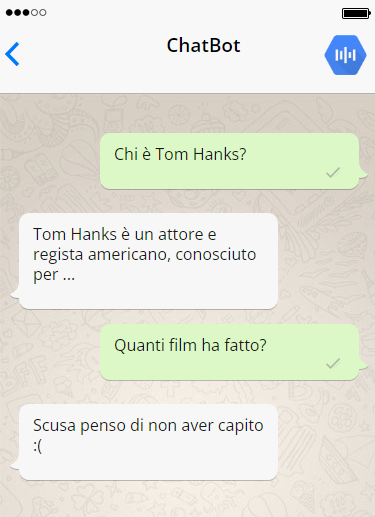 ChatBot
Chi è Tom Hanks?
Tom Hanks è un attore e
regista americano, conosciuto
per ...
Quanti film ha fatto?
Scusa penso di non aver capito
:(